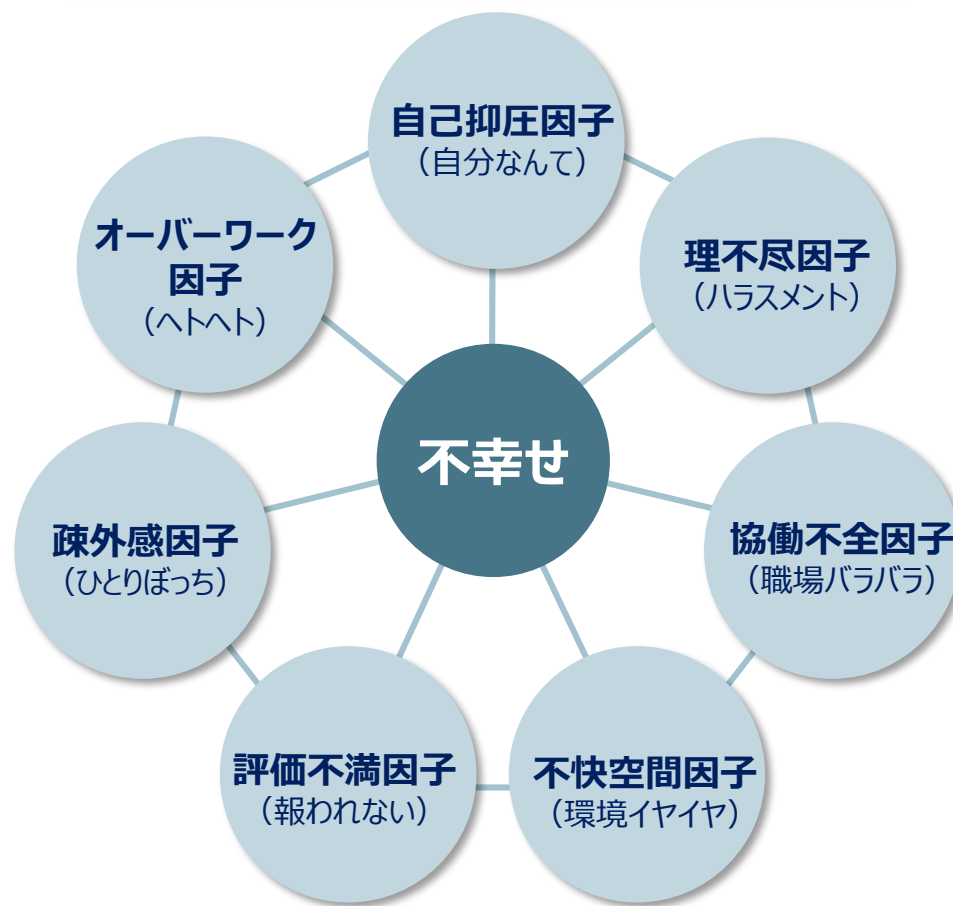 自己抑圧因子
（自分なんて）
理不尽因子
（ハラスメント）
協働不全因子
（職場バラバラ）
不快空間因子
（環境イヤイヤ）
評価不満因子
（報われない）
疎外感因子
（ひとりぼっち）
オーバーワーク
因子
（ヘトヘト）
不幸せ